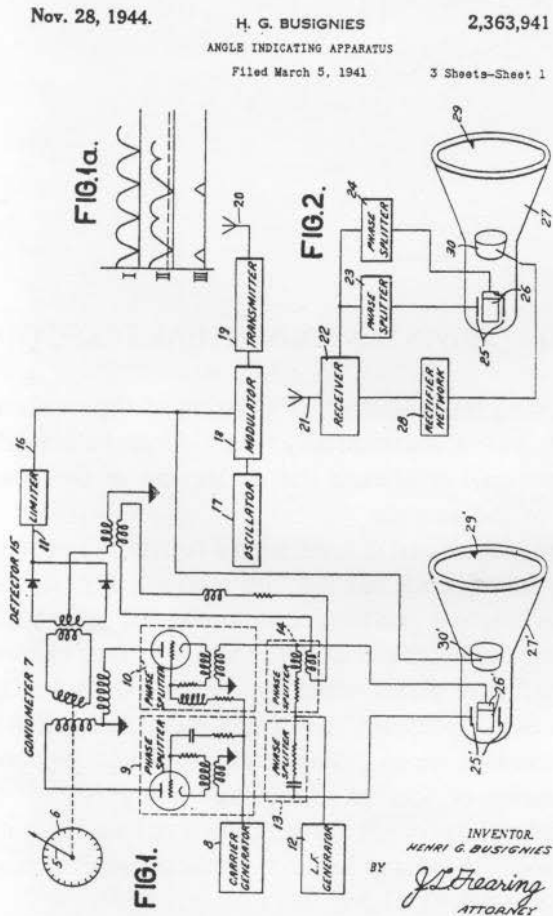 Nov. 28, 1944.
H. G. BUSIGNIES
2,363,941
ANGLE INDICATING APPARATUS
Filed March 5, 1941
3 Sheets-Sheet 1
FIG.1a.
I
II
III
FIG.2.
20
TRANSMITTER
19
MODULATOR
18
OSCILLATOR
17
16
LIMITER
11
DETECTOR 15
GONIOMETER 7
6
5
FIG.1.
10
PHASE SPLITTER
9
PHASE SPLITTER
8
CARRIER GENERATOR
14
PHASE SPLITTER
13
PHASE SPLITTER
12
L.F. GENERATOR
21
RECEIVER
22
PHASE SPLITTER
23
PHASE SPLITTER
24
28
RECTIFIER NETWORK
25
26
27
29
30
25'
26'
27'
29'
30'
INVENTOR.
HENRI G. BUSIGNIES
BY
ATTORNEY